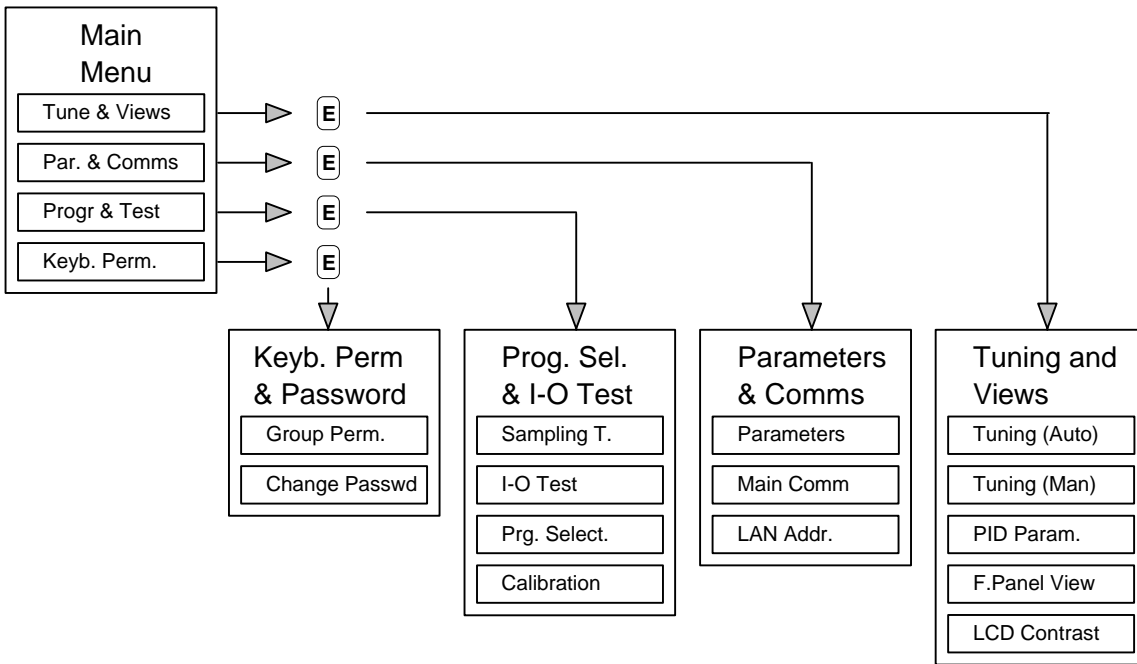 Main
Menu
Tune & Views
E
Par. & Comms
E
Progr & Test
E
Keyb. Perm.
E
Keyb. Perm
& Password
Group Perm.
Change Passwd
Prog. Sel.
& I-O Test
Sampling T.
I-O Test
Prg. Select.
Calibration
Parameters
& Comms
Parameters
Main Comm
LAN Addr.
Tuning and
Views
Tuning (Auto)
Tuning (Man)
PID Param.
F.Panel View
LCD Contrast